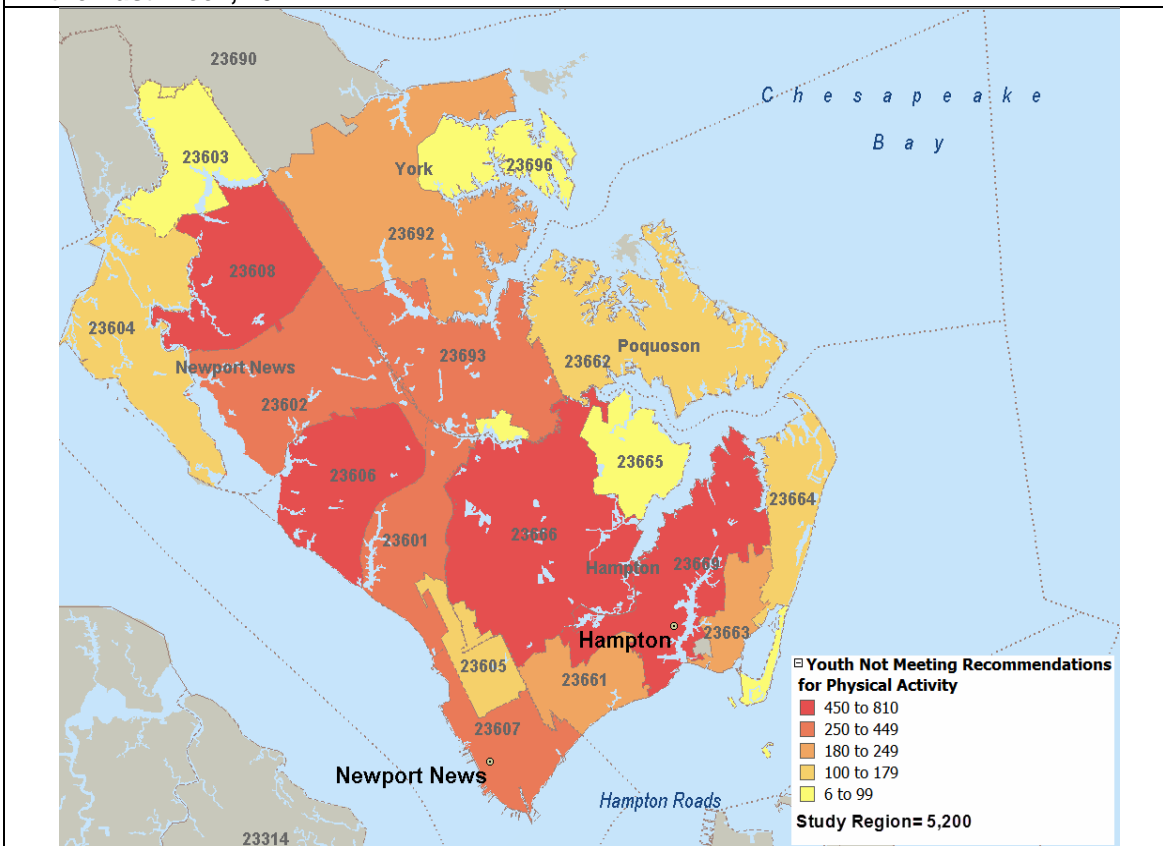 23690
C h e s a p e a k e
B a y
23603
York
23696
23692
23608
23604
23693
Poquoson
23662
Newport News
23602
23606
23665
23664
23601
23666
Hampton
23669
Hampton
23663
23605
23661
23607
Newport News
Hampton Roads
23314
Youth Not Meeting Recommendations
for Physical Activity
450 to 810
250 to 449
180 to 249
100 to 179
6 to 99
Study Region= 5,200